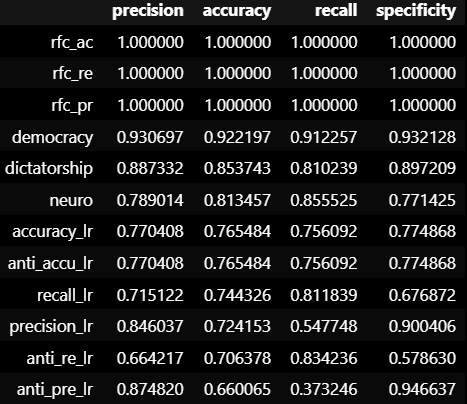 precision accuracy recall specificity
rfc_ac 1.000000 1.000000 1.000000 1.000000
rfc_re 1.000000 1.000000 1.000000 1.000000
rfc_pr 1.000000 1.000000 1.000000 1.000000
democracy 0.930697 0.922197 0.912257 0.932128
dictatorship 0.887332 0.853743 0.810239 0.897209
neuro 0.789014 0.813457 0.855525 0.771425
accuracy_lr 0.770408 0.765484 0.756092 0.774868
anti_accu_lr 0.770408 0.765484 0.756092 0.774868
recall_lr 0.715122 0.744326 0.811839 0.676872
precision_lr 0.846037 0.724153 0.547748 0.900406
anti_re_lr 0.664217 0.706378 0.834236 0.578630
anti_pre_lr 0.874820 0.660065 0.373246 0.946637